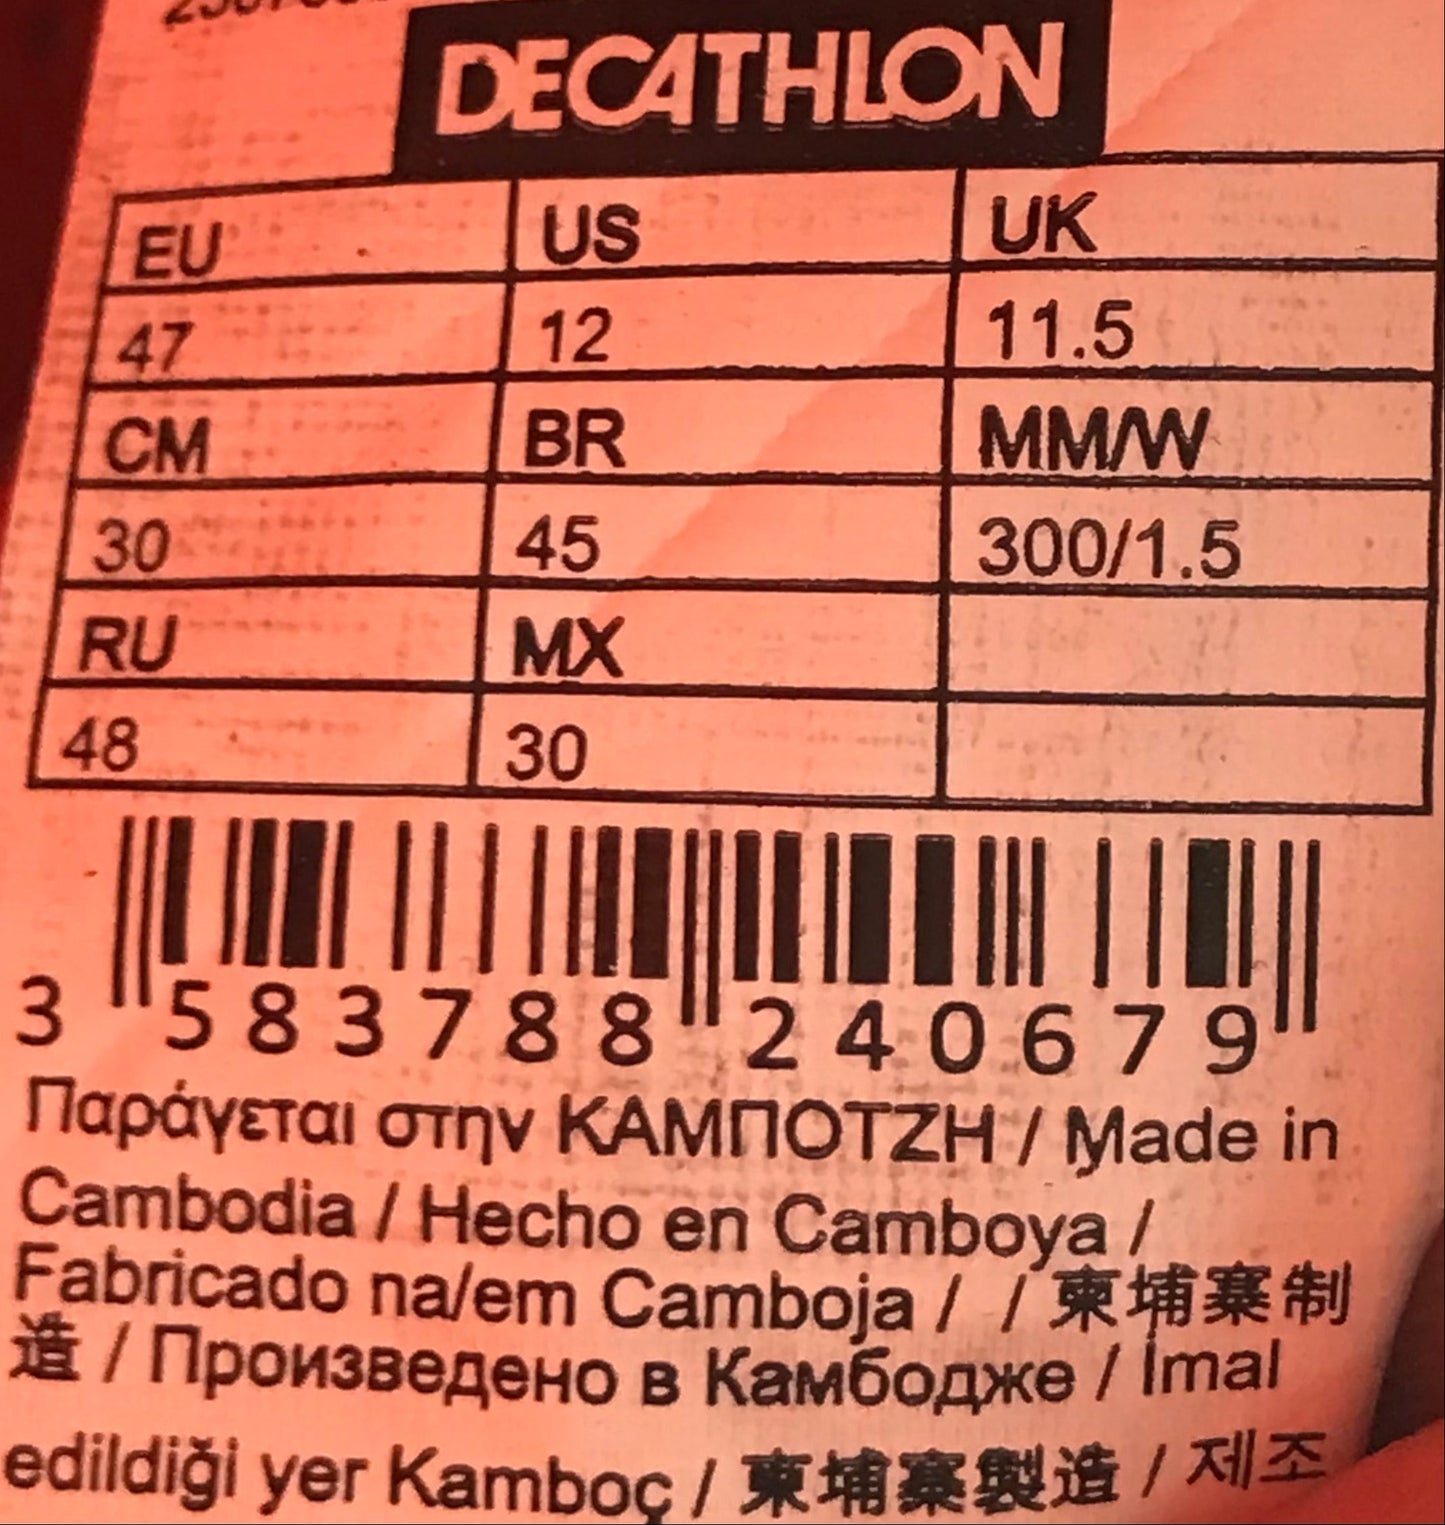 DECATHLON
EU US UK
47 12 11.5
CM BR MM/W
30 45 300/1.5
RU MX
48 30
3 583788 240679
Παράγεται στην ΚΑΜΠΟΤΖΗ / Made in
Cambodia / Hecho en Camboya /
Fabricado na/em Camboja / / 柬埔寨制
造 / Произведено в Камбодже / İmal
edildiği yer Kamboç / 柬埔寨製造 / 제조